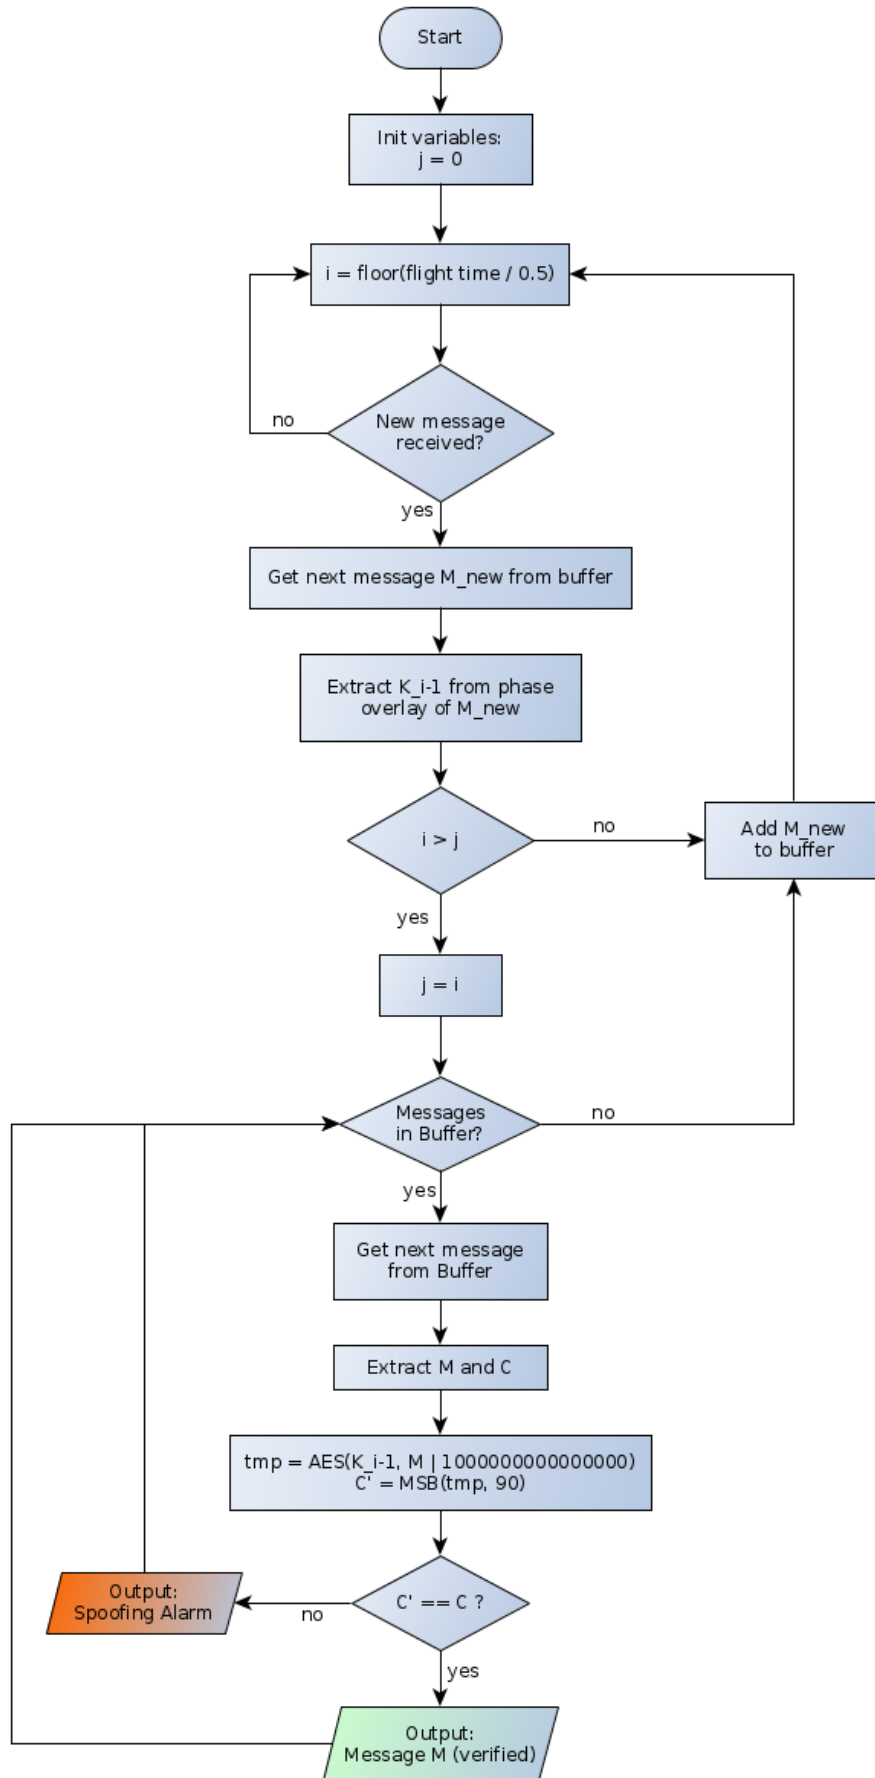 Start
Init variables:
j = 0
i = floor(flight time / 0.5)
New message
received?
no
yes
Get next message M_new from buffer
Extract K_i-1 from phase
overlay of M_new
i > j
no
Add M_new
to buffer
yes
j = i
Messages
in Buffer?
no
yes
Get next message
from Buffer
Extract M and C
tmp = AES(K_i-1, M | 1000000000000000)
C' = MSB(tmp, 90)
C' == C ?
no
Output:
Spoofing Alarm
yes
Output:
Message M (verified)